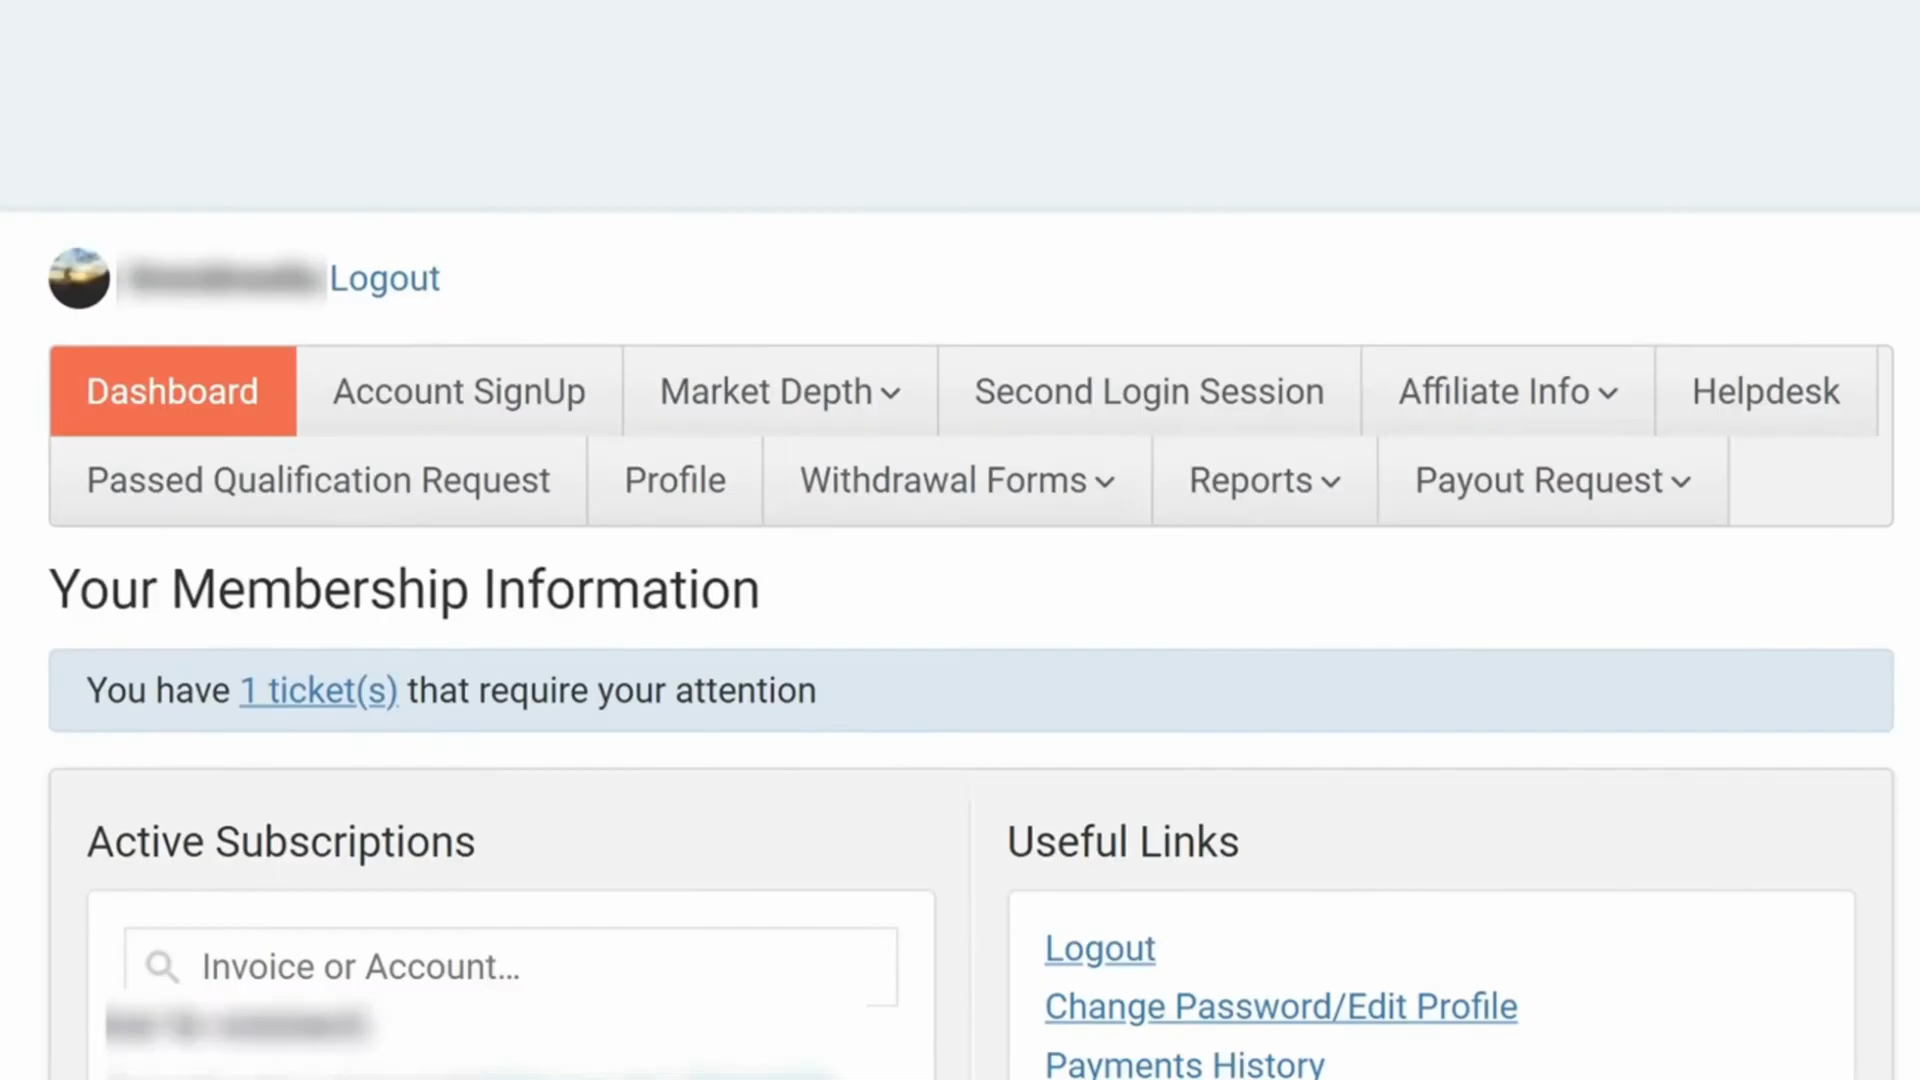 Logout
Dashboard Account SignUp Market Depth Second Login Session Affiliate Info Helpdesk
Passed Qualification Request Profile Withdrawal Forms Reports Payout Request
Your Membership Information
You have 1 ticket(s) that require your attention
Active Subscriptions
Invoice or Account...
Useful Links
Logout
Change Password/Edit Profile
Payments History